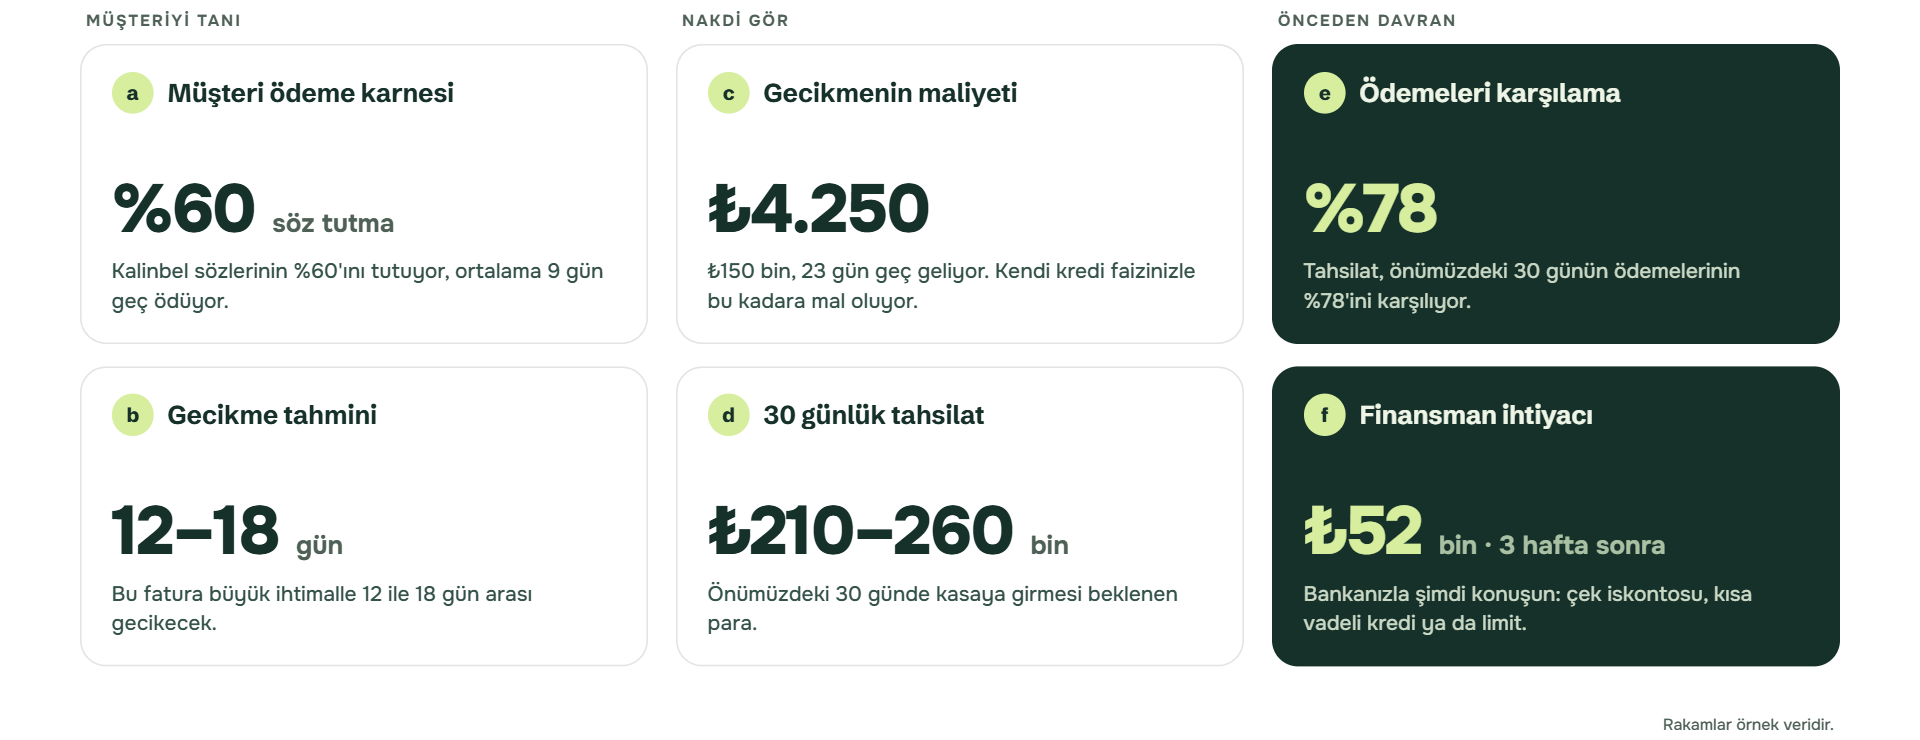 MÜŞTERİYİ TANI
a Müşteri ödeme karnesi
%60 söz tutma
Kalinbel sözlerinin %60'ını tutuyor, ortalama 9 gün
geç ödüyor.
b Gecikme tahmini
12–18 gün
Bu fatura büyük ihtimalle 12 ile 18 gün arası
gecikecek.
NAKDİ GÖR
c Gecikmenin maliyeti
₺4.250
₺150 bin, 23 gün geç geliyor. Kendi kredi faizinizle
bu kadara mal oluyor.
d 30 günlük tahsilat
₺210–260 bin
Önümüzdeki 30 günde kasaya girmesi beklenen
para.
ÖNCEDEN DAVRAN
e Ödemeleri karşılama
%78
Tahsilat, önümüzdeki 30 günün ödemelerinin
%78'ini karşılıyor.
f Finansman ihtiyacı
₺52 bin · 3 hafta sonra
Bankanızla şimdi konuşun: çek iskontosu, kısa
vadeli kredi ya da limit.
Rakamlar örnek veridir.